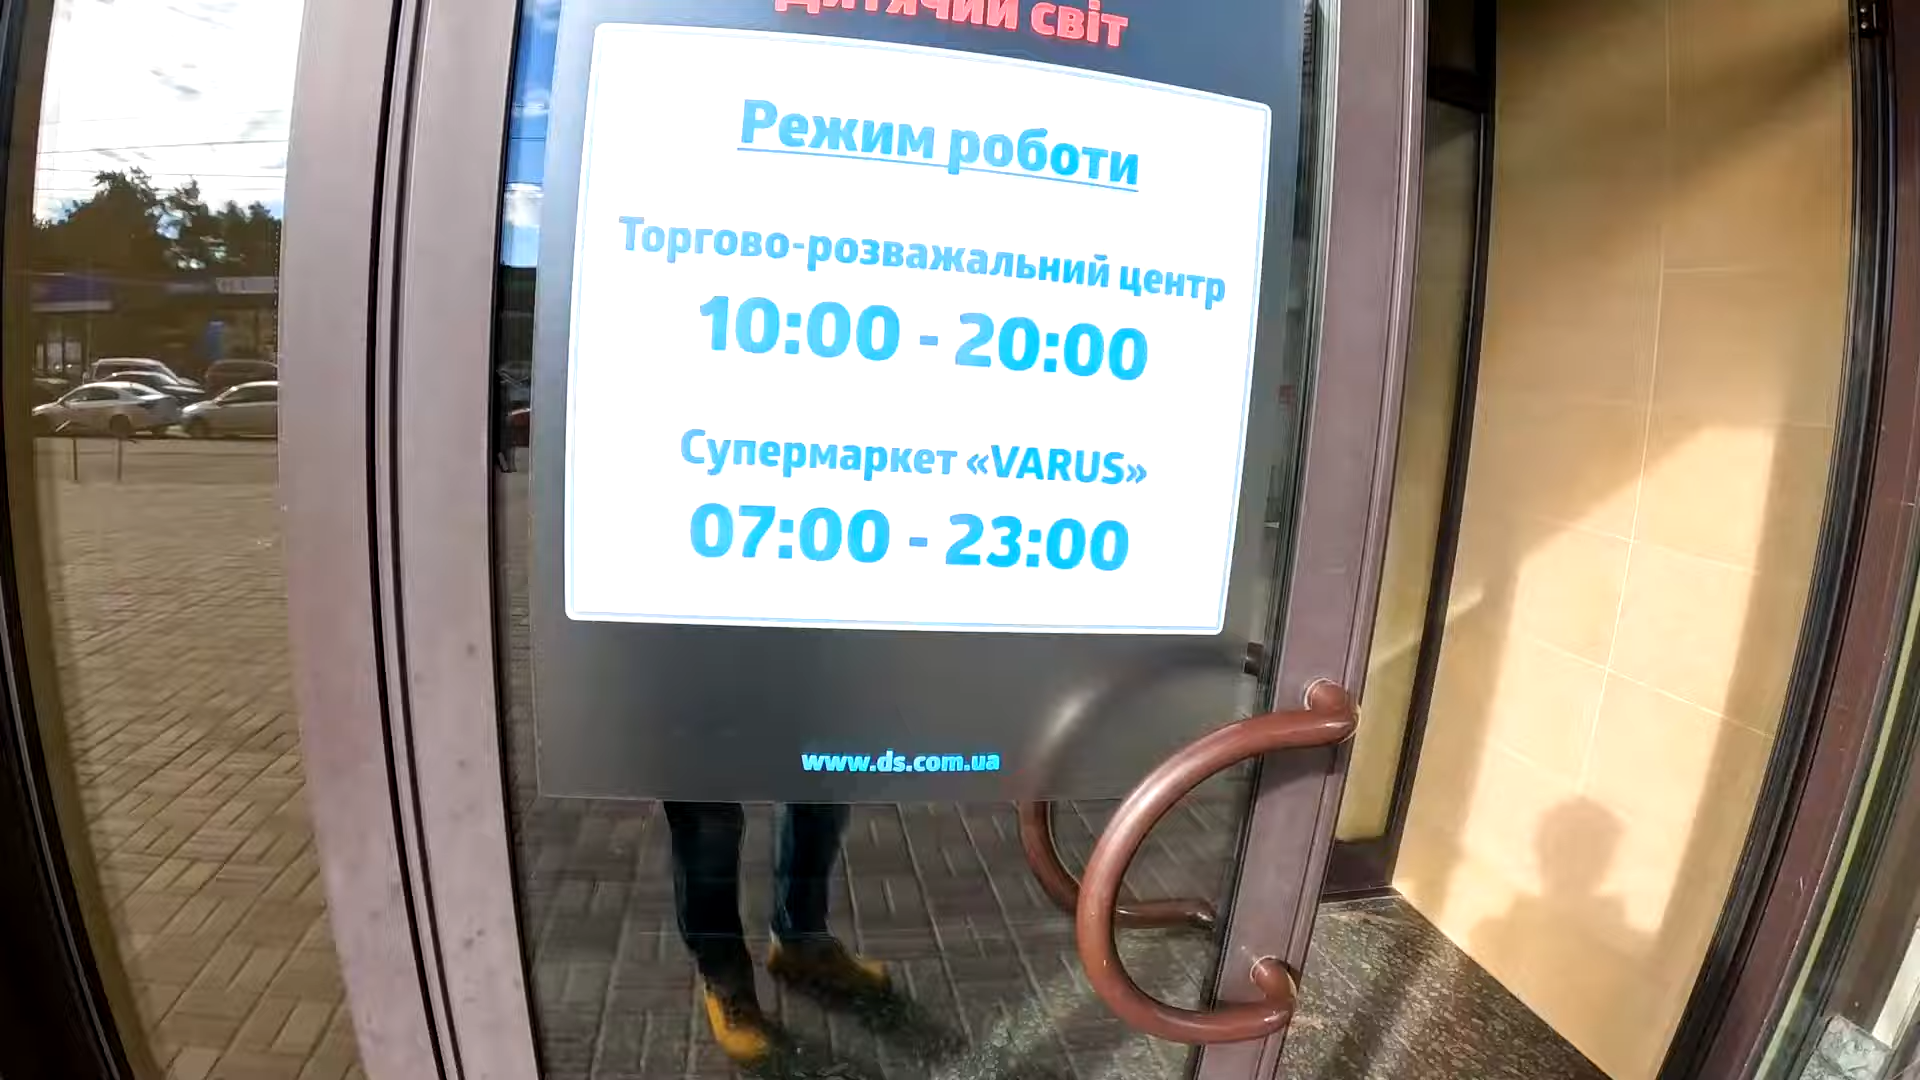 Дитячий світ
Режим роботи
Торгово-розважальний центр
10:00 - 20:00
Супермаркет «VARUS»
07:00 - 23:00
www.ds.com.ua